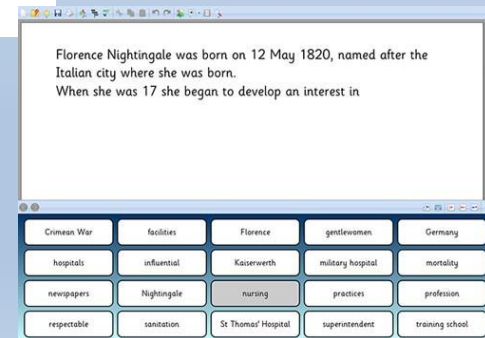 Florence Nightingale was born on 12 May 1820, named after the
Italian city where she was born.
When she was 17 she began to develop an interest in
Crimean War facilities Florence gentlewomen Germany
hospitals influential Kaiserwerth military hospital mortality
newspapers Nightingale nursing practices profession
respectable sanitation St Thomas' Hospital superintendent training school